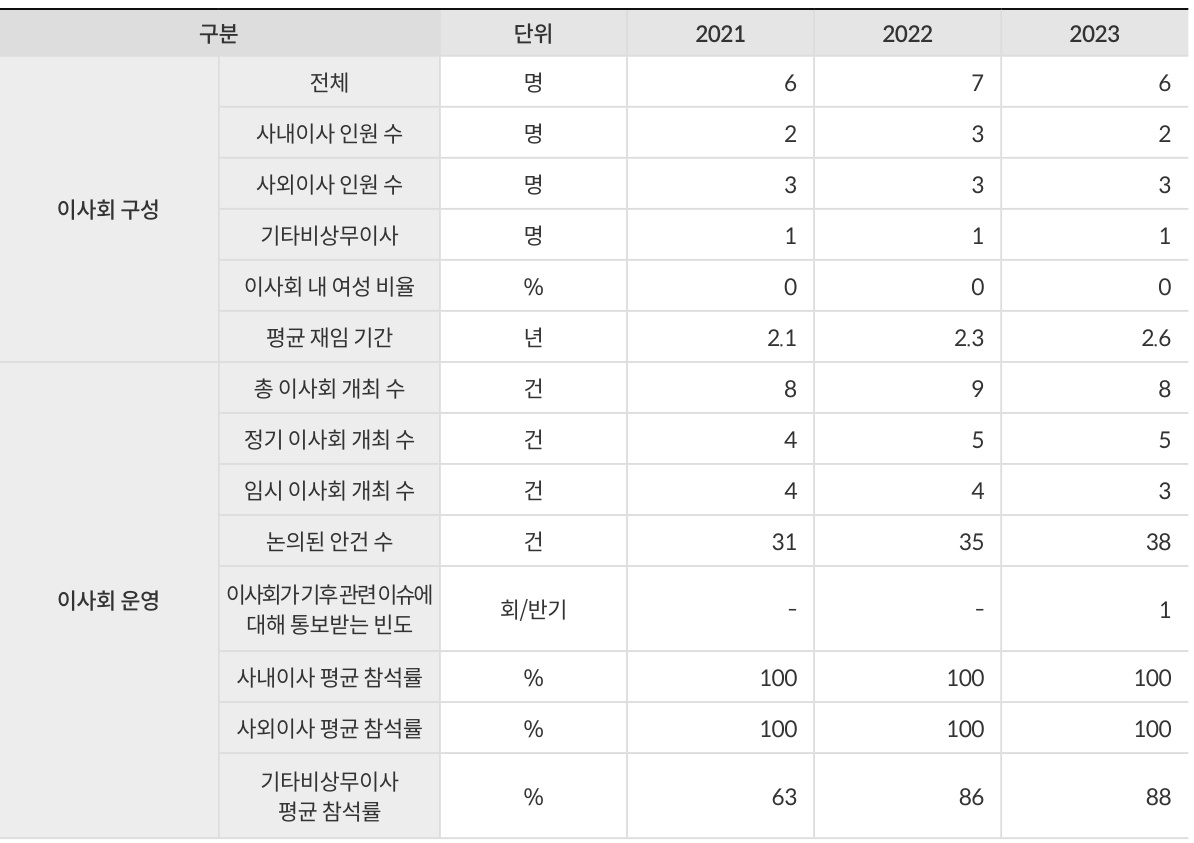 구분 단위 2021 2022 2023
이사회 구성
전체 명 6 7 6
사내이사 인원 수 명 2 3 2
사외이사 인원 수 명 3 3 3
기타비상무이사 명 1 1 1
이사회 내 여성 비율 % 0 0 0
평균 재임 기간 년 2.1 2.3 2.6
이사회 운영
총 이사회 개최 수 건 8 9 8
정기 이사회 개최 수 건 4 5 5
임시 이사회 개최 수 건 4 4 3
논의된 안건 수 건 31 35 38
이사회가 기후 관련 이슈에
대해 통보받는 빈도 회/반기 - - 1
사내이사 평균 참석률 % 100 100 100
사외이사 평균 참석률 % 100 100 100
기타비상무이사
평균 참석률 % 63 86 88